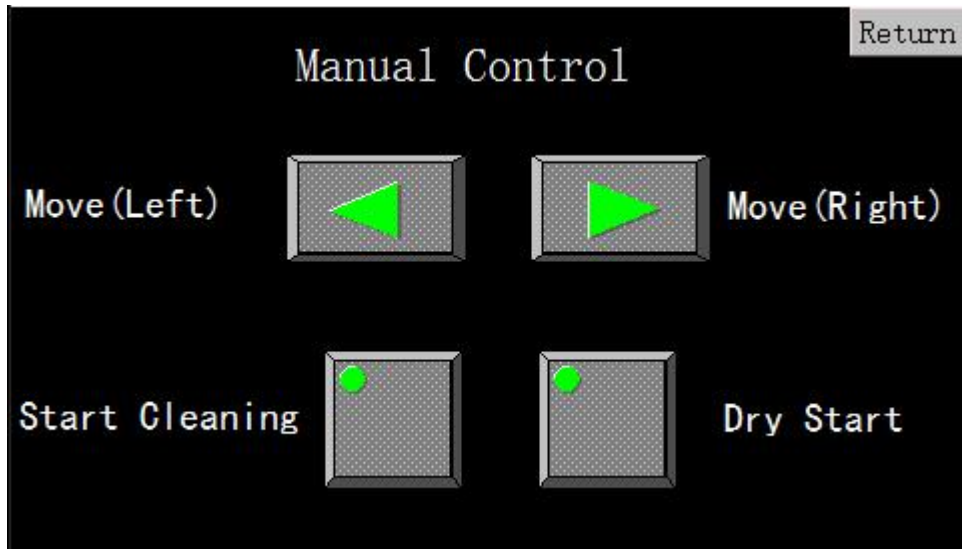 Return
Manual Control
Move(Left)
Move(Right)
Start Cleaning
Dry Start